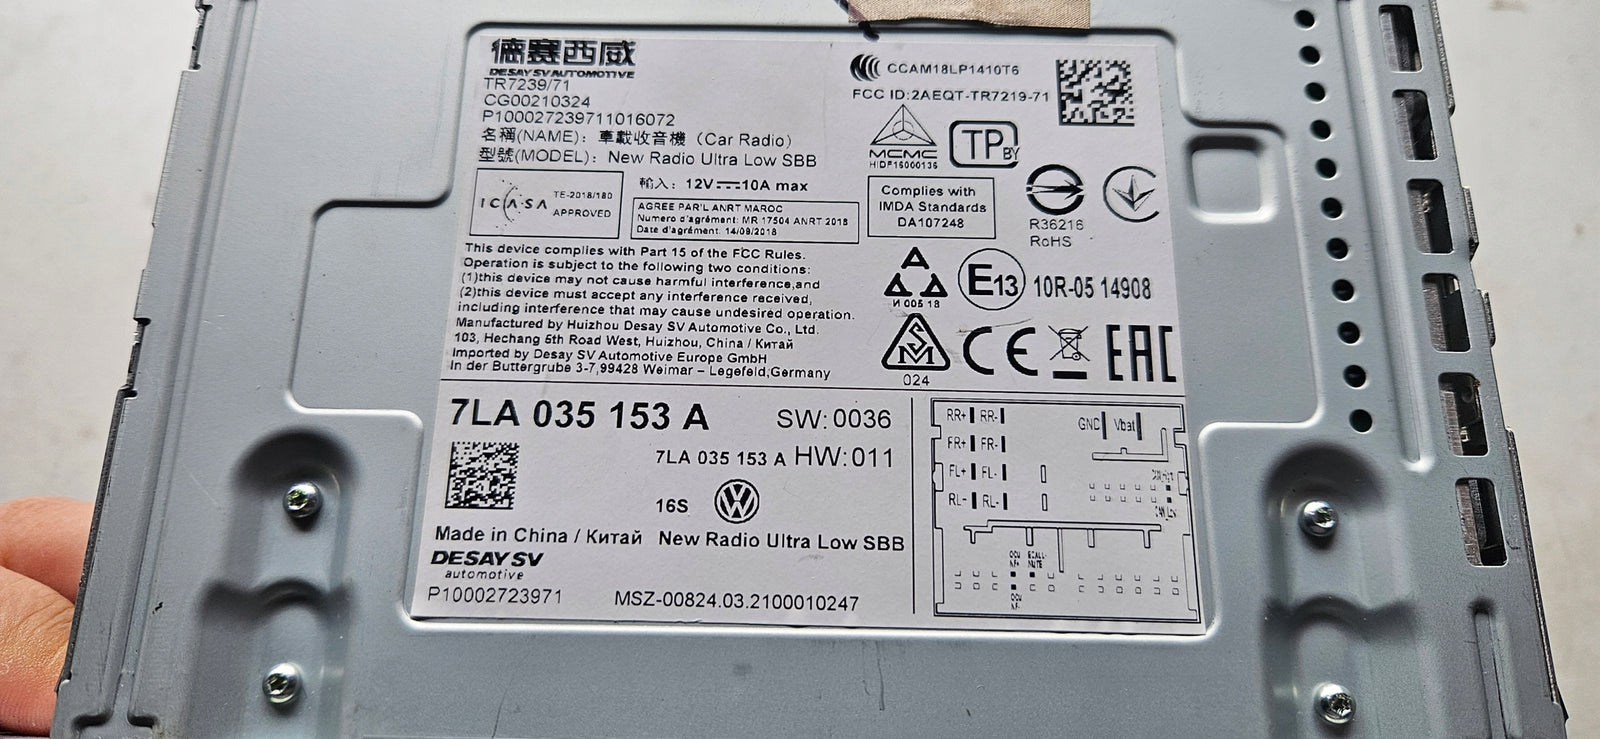 德賽西威
DESAY SV AUTOMOTIVE
TR7239/71
CG00210324
P100027239711016072
名稱(NAME): 車載收音機 (Car Radio)
型號(MODEL): New Radio Ultra Low SBB
CCAM18LP1410T6
FCC ID:2AEQT-TR7219-71
MCMC
HIDF16000136
TP BY
ICASA
TE-2018/180
APPROVED
輸入: 12V 10A max
AGREE PAR'L ANRT MAROC
Numero d'agrément: MR 17504 ANRT 2018
Date d'agrément: 14/09/2018
Complies with
IMDA Standards
DA107248
R36216
RoHS
This device complies with Part 15 of the FCC Rules.
Operation is subject to the following two conditions:
(1)this device may not cause harmful interference,and
(2)this device must accept any interference received,
including interference that may cause undesired operation.
Manufactured by Huizhou Desay SV Automotive Co., Ltd.
103, Hechang 5th Road West, Huizhou, China / Китай
Imported by Desay SV Automotive Europe GmbH
In der Buttergrube 3-7,99428 Weimar – Legefeld,Germany
И 005 18
E13 10R-05 14908
024
CE
EAC
7LA 035 153 A SW:0036
7LA 035 153 A HW:011
16S
Made in China / Китай New Radio Ultra Low SBB
DESAY SV
automotive
P10002723971 MSZ-00824.03.2100010247
RR+ RR-
FR+ FR-
FL+ FL-
RL- RL-
GND Vbat
CAN_Low